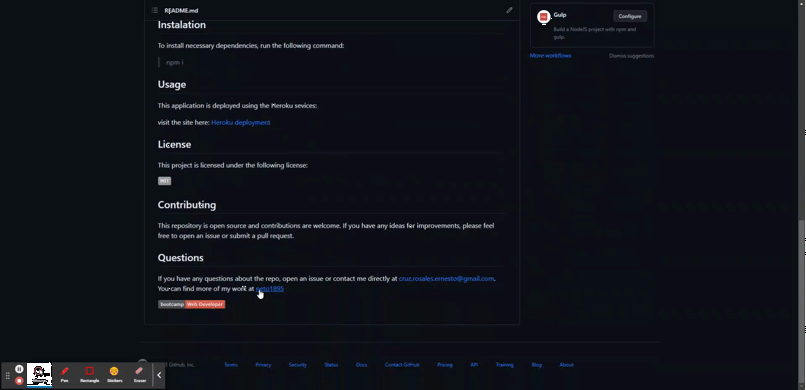 README.md
Instalation
To install necessary dependencies, run the following command:
npm i
Usage
This application is deployed using the Heroku sevices:
visit the site here: Heroku deployment
License
This project is licensed under the following license:
MIT
Contributing
This repository is open source and contributions are welcome. If you have any ideas for improvements, please feel
free to open an issue or submit a pull request.
Questions
If you have any questions about the repo, open an issue or contact me directly at cruz.rosales.ernesto@gmail.com.
You can find more of my work at neto1895
bootcamp Web Developer
Gulp
Configure
Build a NodeJS project with npm and
gulp.
More workflows
Dismiss suggestions
GitHub, Inc.
Terms
Privacy
Security
Status
Docs
Contact GitHub
Pricing
API
Training
Blog
About
Pen
Rectangle
Stickers
Eraser